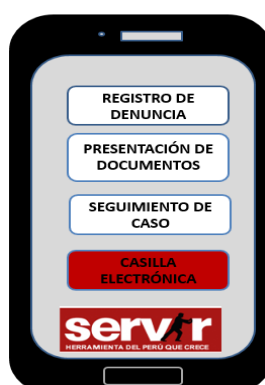 REGISTRO DE
DENUNCIA
PRESENTACIÓN DE
DOCUMENTOS
SEGUIMIENTO DE
CASO
CASILLA
ELECTRÓNICA
servir
HERRAMIENTA DEL PERÚ QUE CRECE